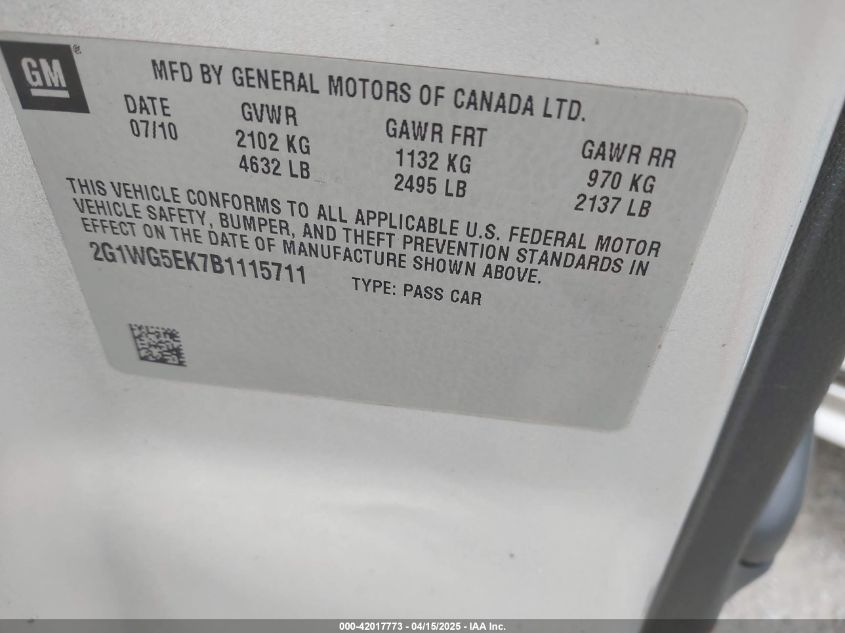 GM®
MFD BY GENERAL MOTORS OF CANADA LTD.
DATE GVWR GAWR FRT GAWR RR
07/10 2102 KG 1132 KG 970 KG
4632 LB 2495 LB 2137 LB
THIS VEHICLE CONFORMS TO ALL APPLICABLE U.S. FEDERAL MOTOR
VEHICLE SAFETY, BUMPER, AND THEFT PREVENTION STANDARDS IN
EFFECT ON THE DATE OF MANUFACTURE SHOWN ABOVE.
2G1WG5EK7B1115711 TYPE: PASS CAR
000-42017773 - 04/15/2025 - IAA Inc.